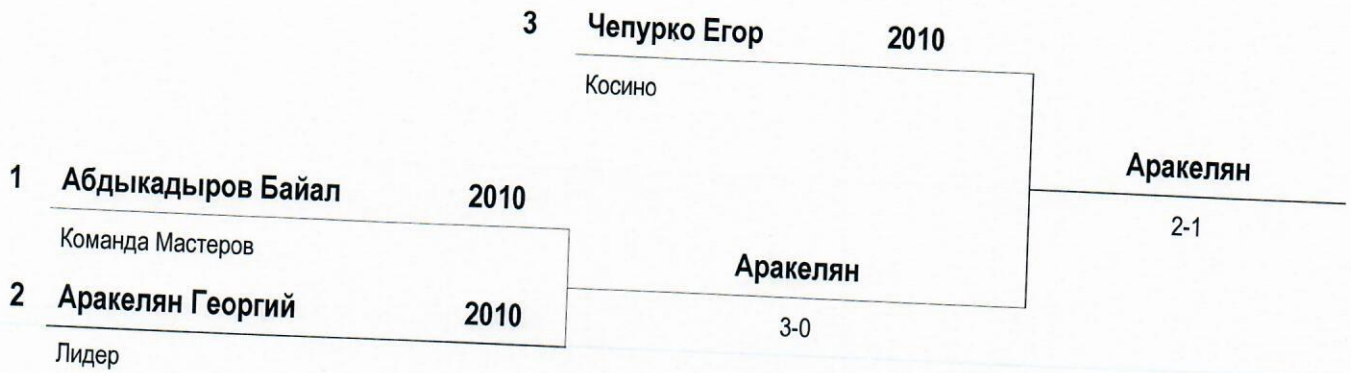 3 Чепурко Егор 2010
Косино
1 Абдыкадыров Байал 2010
Команда Мастеров
2 Аракелян Георгий 2010
Лидер
Аракелян
3-0
Аракелян
2-1